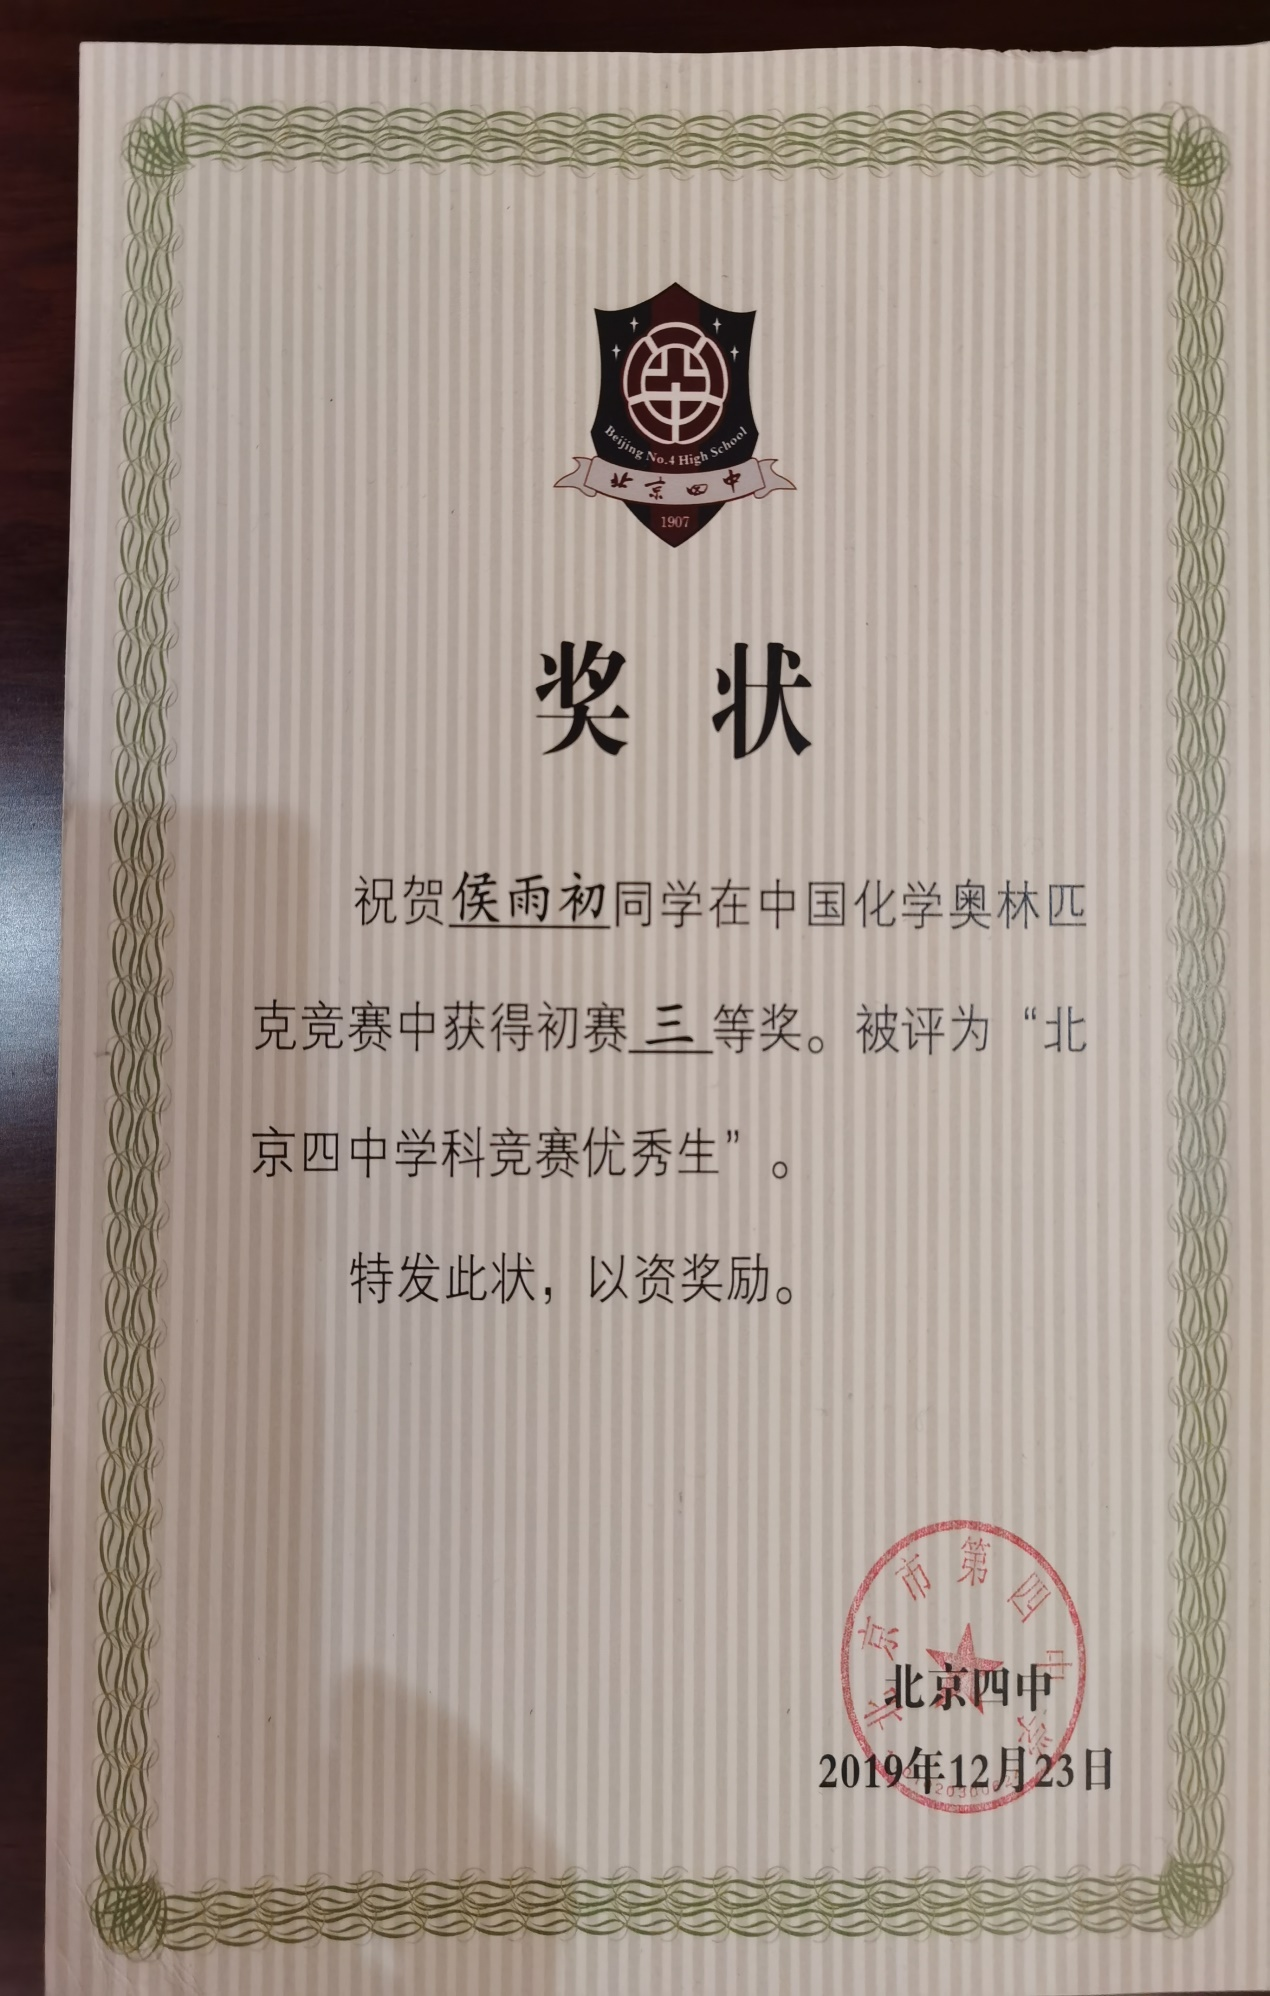 Beijing No.4 High School
北京四中
1907
奖状
祝贺侯雨初同学在中国化学奥林匹
克竞赛中获得初赛三等奖。被评为“北
京四中学科竞赛优秀生”。
特发此状，以资奖励。
北京市第四中学
北京四中
2019年12月23日